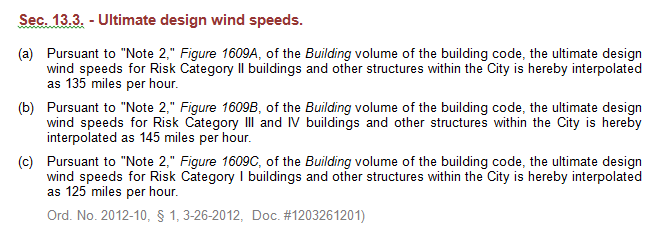 Sec. 13.3. - Ultimate design wind speeds.
(a) Pursuant to "Note 2," Figure 1609A, of the Building volume of the building code, the ultimate design
wind speeds for Risk Category II buildings and other structures within the City is hereby interpolated
as 135 miles per hour.
(b) Pursuant to "Note 2," Figure 1609B, of the Building volume of the building code, the ultimate design
wind speeds for Risk Category III and IV buildings and other structures within the City is hereby
interpolated as 145 miles per hour.
(c) Pursuant to "Note 2," Figure 1609C, of the Building volume of the building code, the ultimate design
wind speeds for Risk Category I buildings and other structures within the City is hereby interpolated
as 125 miles per hour.
Ord. No. 2012-10, § 1, 3-26-2012, Doc. #1203261201)